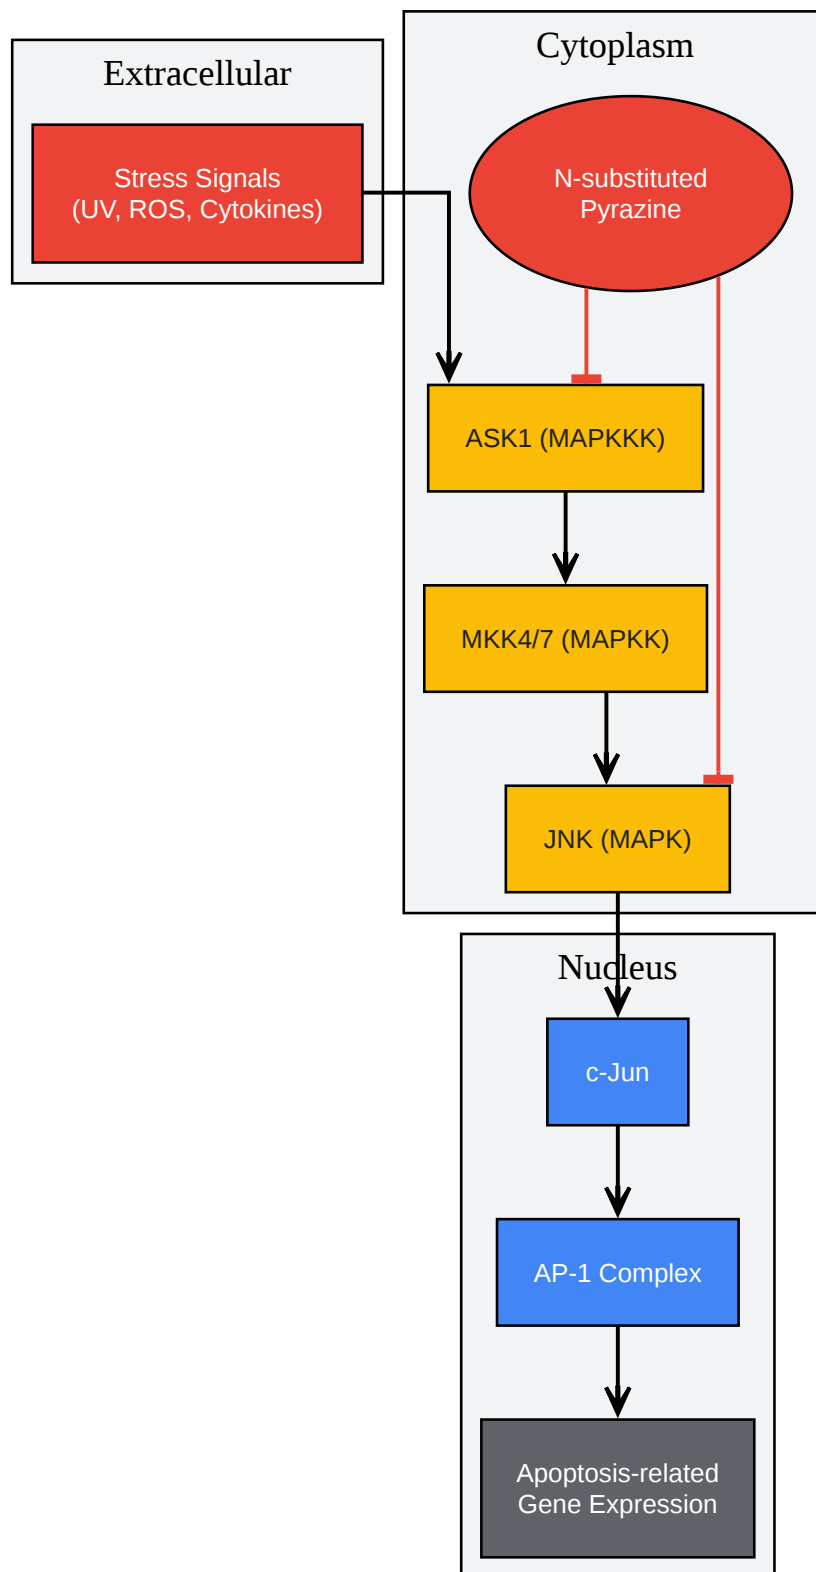 Extracellular
Stress Signals
(UV, ROS, Cytokines)
Cytoplasm
N-substituted
Pyrazine
ASK1 (MAPKKK)
MKK4/7 (MAPKK)
JNK (MAPK)
Nucleus
c-Jun
AP-1 Complex
Apoptosis-related
Gene Expression